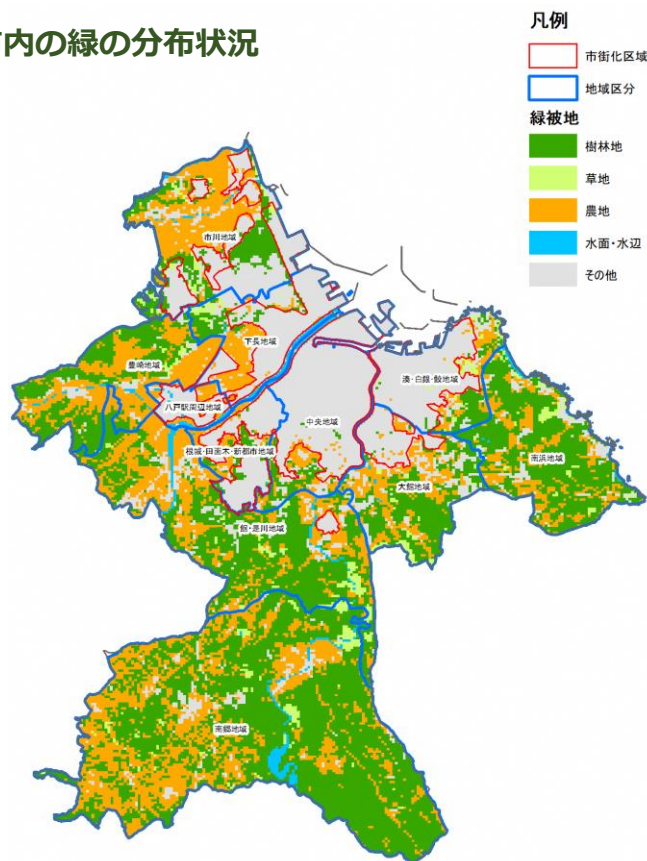 内の緑の分布状況
凡例
市街化区域
地域区分
緑被地
樹林地
草地
農地
水面・水辺
その他
市川地域
下長地域
豊崎地域
八戸駅周辺地域
湊・白銀・鮫地域
中央地域
根城・田面木・新都市地域
大館地域
南浜地域
館・是川地域
南郷地域